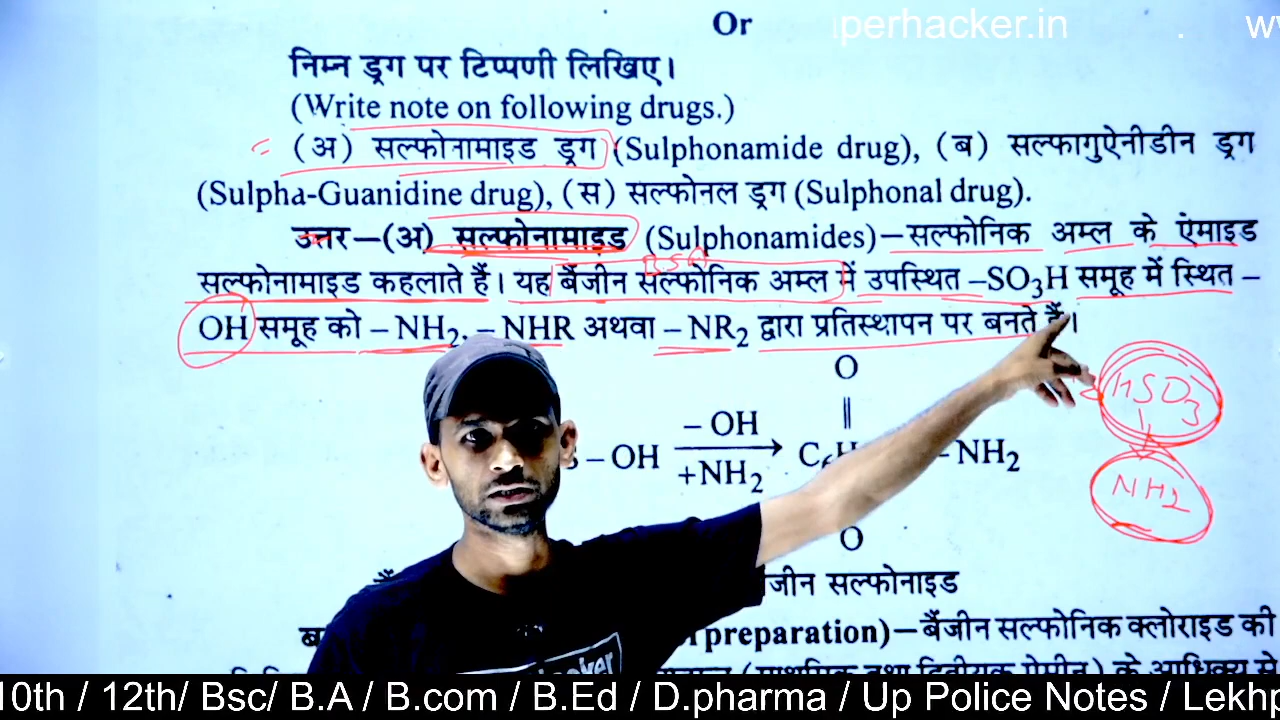 Or
perhacker.in
निम्न ड्रग पर टिप्पणी लिखिए।
(Write note on following drugs.)
(अ) सल्फोनामाइड ड्रग (Sulphonamide drug), (ब) सल्फागुऐनीडीन ड्रग
(Sulpha-Guanidine drug), (स) सल्फोनल ड्रग (Sulphonal drug).
उत्तर—(अ) सल्फोनामाइड (Sulphonamides)—सल्फोनिक अम्ल के ऐमाइड
सल्फोनामाइड कहलाते हैं। यह बैंजीन सल्फोनिक अम्ल में उपस्थित –SO₃H समूह में स्थित –
OH समूह को – NH₂, – NHR अथवा – NR₂ द्वारा प्रतिस्थापन पर बनते हैं।
O
||
– OH
– OH
+NH₂
NH₂
HSO₃
NH2
O
सल्फोनाइड
preparation)—बैंजीन सल्फोनिक क्लोराइड की
10th / 12th/ Bsc/ B.A / B.com / B.Ed / D.pharma / Up Police Notes / Lekhp